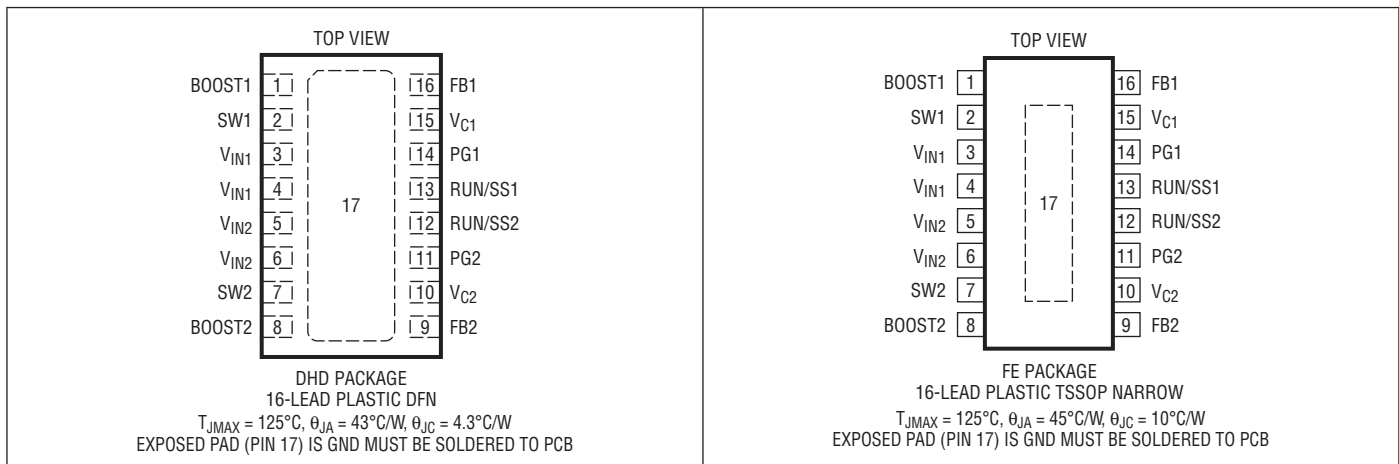 TOP VIEW
BOOST1 1 16 FB1
SW1 2 15 VC1
VIN1 3 14 PG1
VIN1 4 13 RUN/SS1
17
VIN2 5 12 RUN/SS2
VIN2 6 11 PG2
SW2 7 10 VC2
BOOST2 8 9 FB2
DHD PACKAGE
16-LEAD PLASTIC DFN
TJMAX = 125°C, θJA = 43°C/W, θJC = 4.3°C/W
EXPOSED PAD (PIN 17) IS GND MUST BE SOLDERED TO PCB
TOP VIEW
BOOST1 1 16 FB1
SW1 2 15 VC1
VIN1 3 14 PG1
VIN1 4 13 RUN/SS1
17
VIN2 5 12 RUN/SS2
VIN2 6 11 PG2
SW2 7 10 VC2
BOOST2 8 9 FB2
FE PACKAGE
16-LEAD PLASTIC TSSOP NARROW
TJMAX = 125°C, θJA = 45°C/W, θJC = 10°C/W
EXPOSED PAD (PIN 17) IS GND MUST BE SOLDERED TO PCB